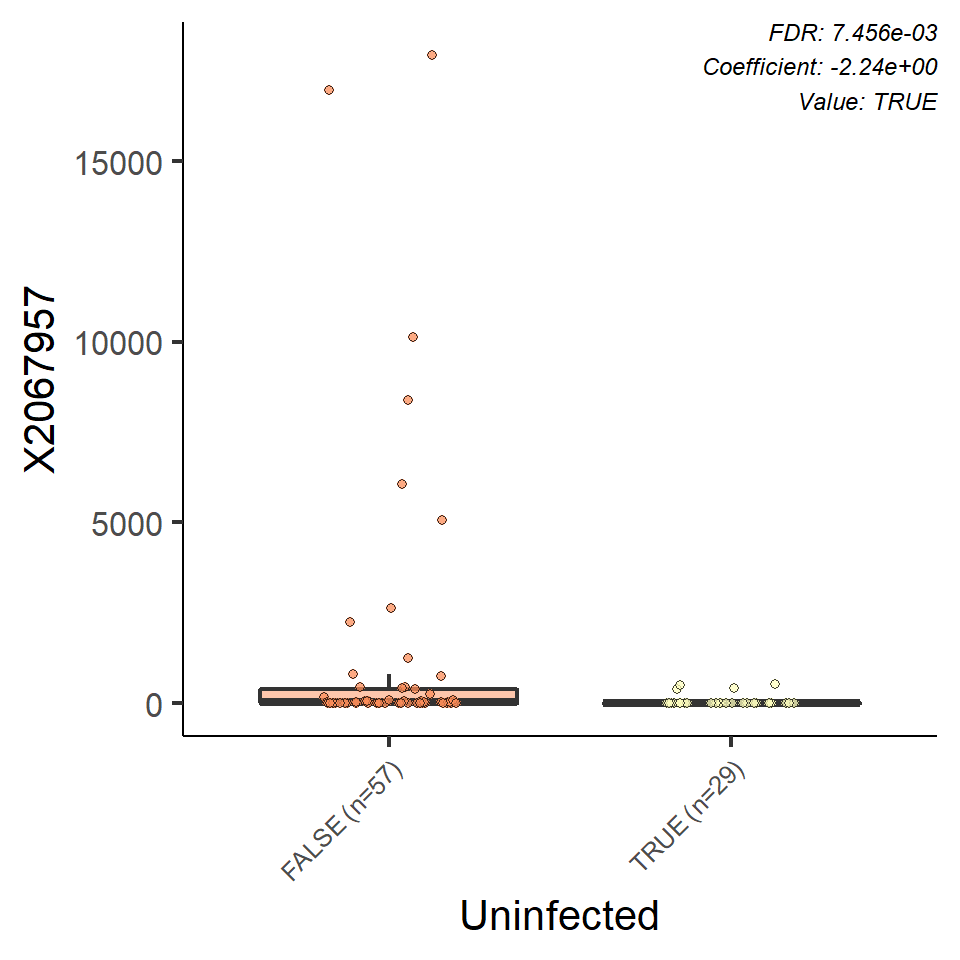 FDR: 7.456e-03
Coefficient: -2.24e+00
Value: TRUE
X2067957
15000
10000
5000
0
FALSE (n=57)
TRUE (n=29)
Uninfected